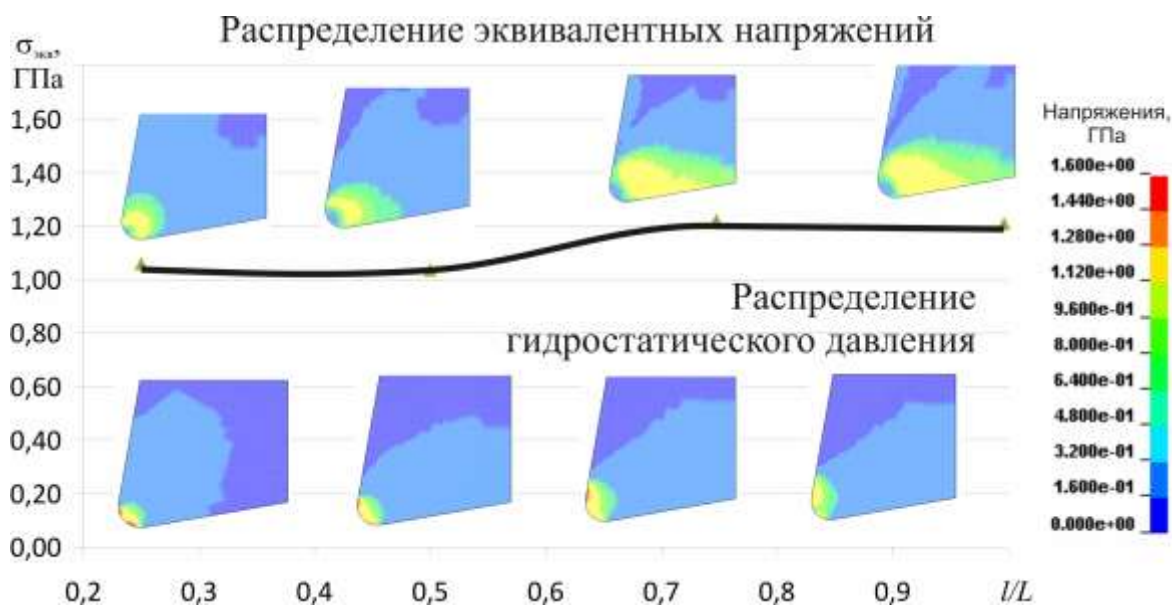 Распределение эквивалентных напряжений
σэкв,
ГПа
1,60
1,40
1,20
1,00
0,80
0,60
0,40
0,20
0,00
0,2 0,3 0,4 0,5 0,6 0,7 0,8 0,9 l/L
Распределение
гидростатического давления
Напряжения,
ГПа
1.600e+00
1.440e+00
1.280e+00
1.120e+00
9.600e-01
8.000e-01
6.400e-01
4.800e-01
3.200e-01
1.600e-01
0.000e+00